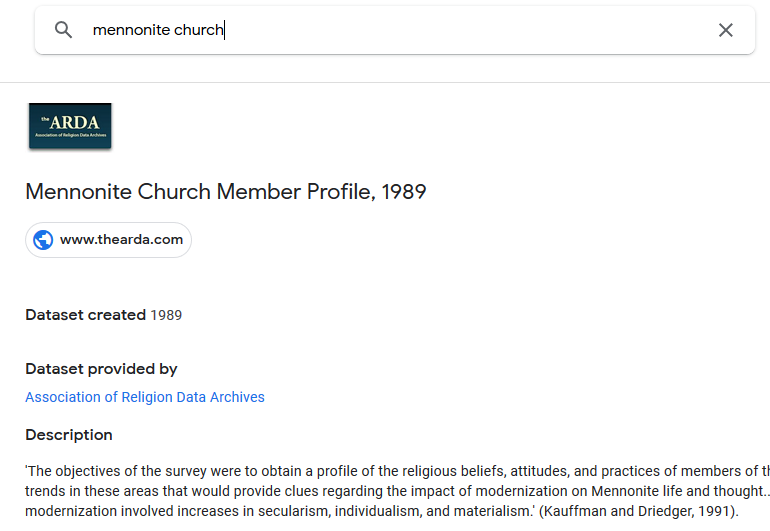 mennonite church
the ARDA
Association of Religion Data Archives
Mennonite Church Member Profile, 1989
www.thearda.com
Dataset created 1989
Dataset provided by
Association of Religion Data Archives
Description
'The objectives of the survey were to obtain a profile of the religious beliefs, attitudes, and practices of members of
trends in these areas that would provide clues regarding the impact of modernization on Mennonite life and thought..
modernization involved increases in secularism, individualism, and materialism.' (Kauffman and Driedger, 1991).